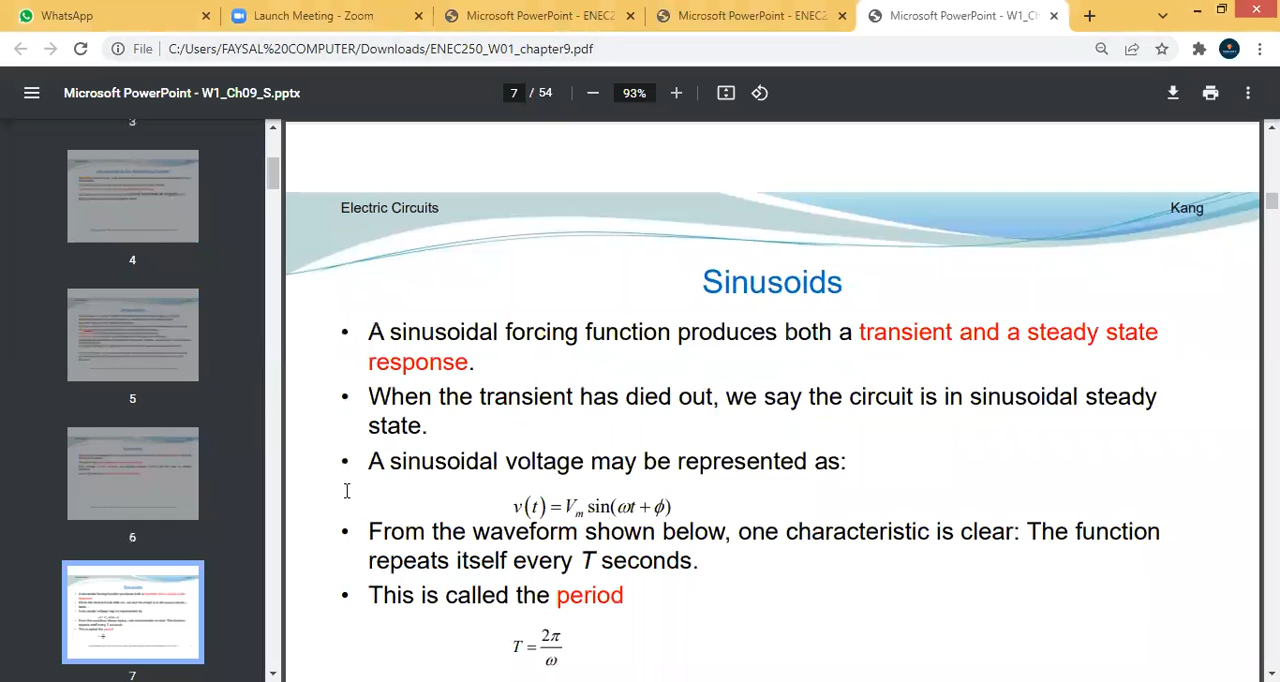 WhatsApp
Launch Meeting - Zoom
Microsoft PowerPoint - ENEC2
Microsoft PowerPoint - ENEC2
Microsoft PowerPoint - W1_Ch
File
C:/Users/FAYSAL%20COMPUTER/Downloads/ENEC250_W01_chapter9.pdf
Microsoft PowerPoint - W1_Ch09_S.pptx
7 / 54
93%
3
4
5
6
7
Electric Circuits
Kang
Sinusoids
• A sinusoidal forcing function produces both a transient and a steady state
response.
• When the transient has died out, we say the circuit is in sinusoidal steady
state.
• A sinusoidal voltage may be represented as:
v(t) = Vm sin(ωt + ϕ)
• From the waveform shown below, one characteristic is clear: The function
repeats itself every T seconds.
• This is called the period
T = 2π/ω